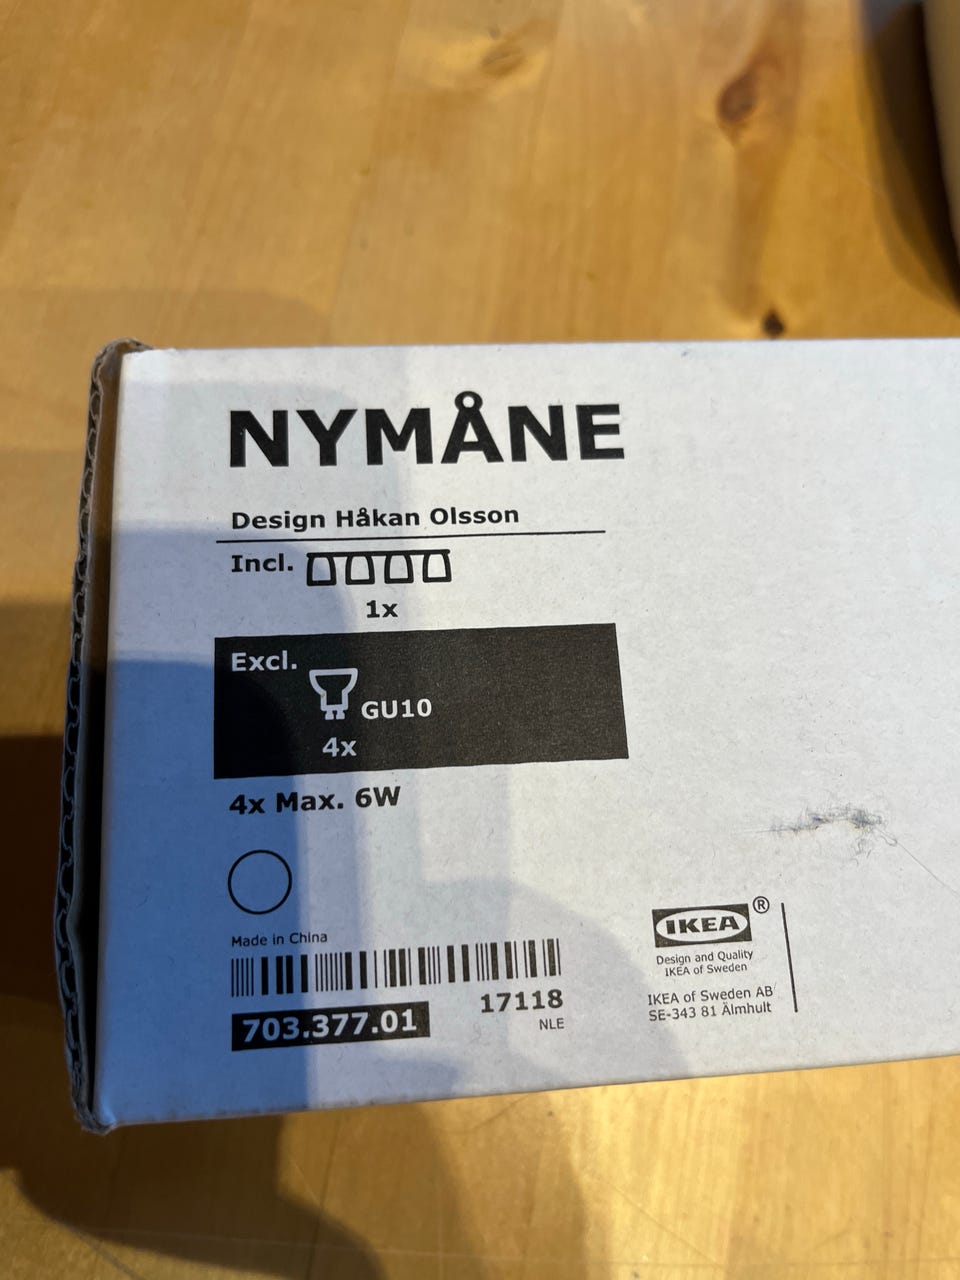 NYMÅNE
Design Håkan Olsson
Incl.
1x
Excl.
GU10
4x
4x Max. 6W
Made in China
703.377.01
17118
NLE
IKEA®
Design and Quality
IKEA of Sweden
IKEA of Sweden AB
SE-343 81 Älmhult